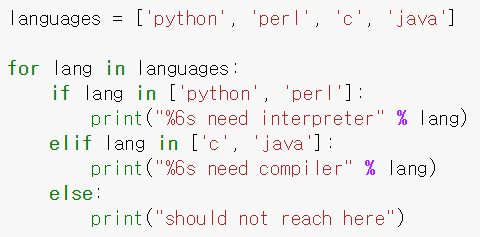 languages = ['python', 'perl', 'c', 'java']
for lang in languages:
    if lang in ['python', 'perl']:
        print("%6s need interpreter" % lang)
    elif lang in ['c', 'java']:
        print("%6s need compiler" % lang)
    else:
        print("should not reach here")